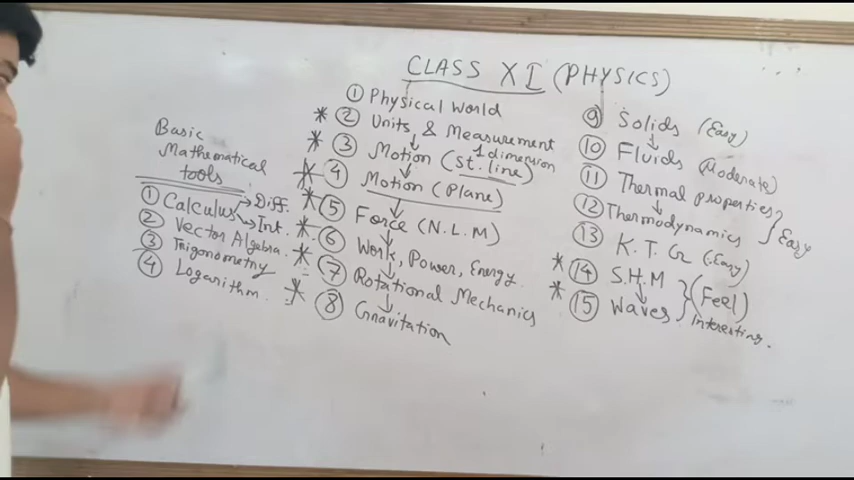 CLASS XI (PHYSICS)
Basic
Mathematical
tools
① Calculus → Diff.
→ Int.
② Vector Algebra.
③ Trigonometry
④ Logarithm.
① Physical World
* ② Units & Measurement
* ③ Motion (St. line) 1 dimension
* ④ Motion (Plane)
* ⑤ Force (N.L.M)
* ⑥ Work, Power, Energy.
* ⑦ Rotational Mechanics
* ⑧ Gravitation
⑨ Solids (Easy)
⑩ Fluids (Moderate)
⑪ Thermal properties
⑫ Thermodynamics } Easy
⑬ K.T.G (Easy)
* ⑭ S.H.M
* ⑮ Waves } (Feel)
Interesting.